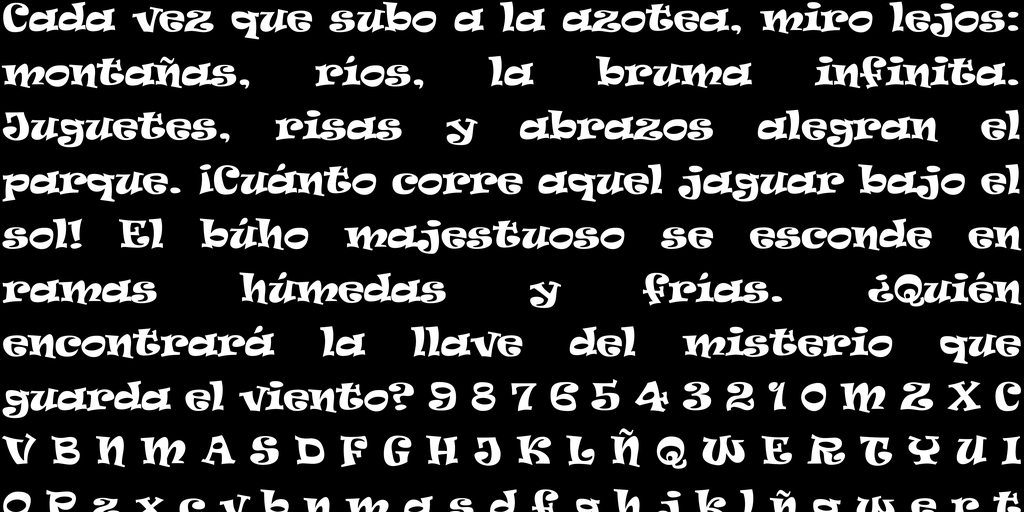 Cada vez que subo a la azotea, miro lejos:
montañas, ríos, la bruma infinita.
Juguetes, risas y abrazos alegran el
parque. ¡Cuánto corre aquel jaguar bajo el
sol! El búho majestuoso se esconde en
ramas húmedas y frías. ¿Quién
encontrará la llave del misterio que
guarda el viento? 9 8 7 6 5 4 3 2 1 0 M Z X C
V B N M A S D F G H J K L Ñ Q W E R T Y U I
O P z x c v b n m a s d f g h j k l ñ q w e r t